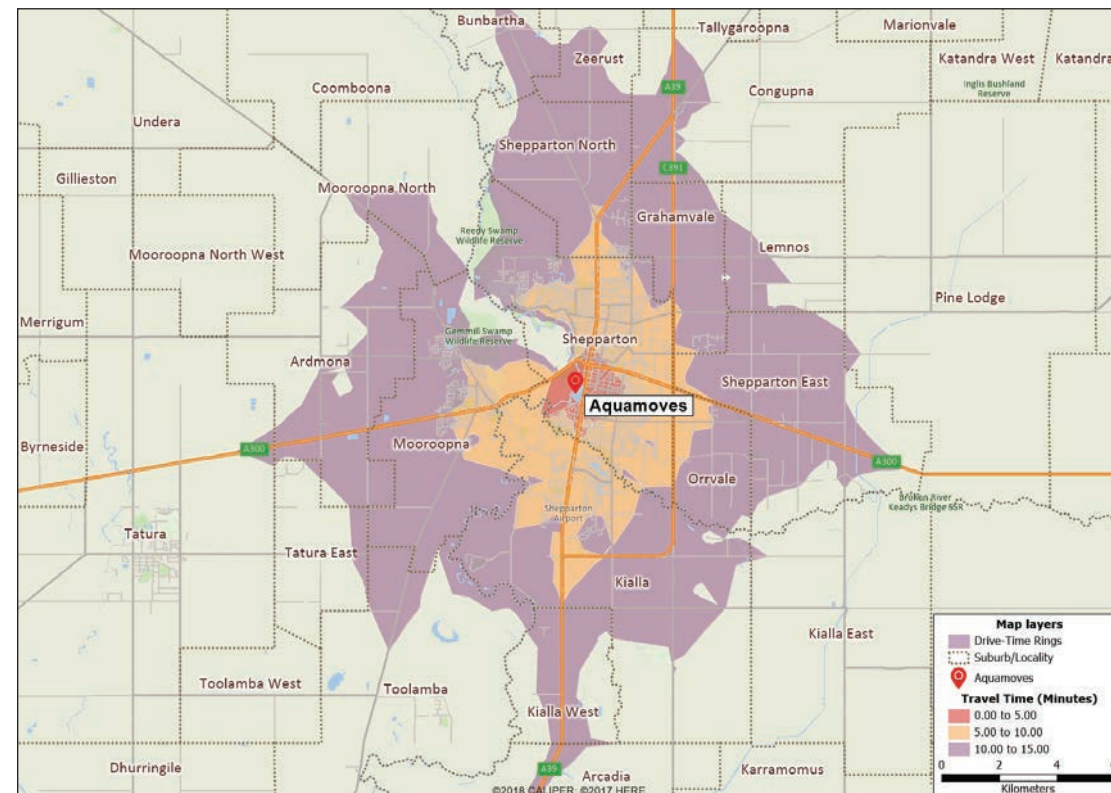 Bunbartha
Tallygaroopna
Marionvale
Zeerust
Katandra West
Katandra
Inglis Bushland
Reserve
Coomboona
A39
Congupna
Undera
Shepparton North
C391
Gillieston
Mooroopna North
Grahamvale
Reedy Swamp
Wildlife Reserve
Lemnos
Mooroopna North West
Pine Lodge
Merrigum
Gemmill Swamp
Wildlife Reserve
Shepparton
Ardmona
Shepparton East
Aquamoves
Mooroopna
Byrneside
A300
A300
Orrvale
Broken River
Keadys Bridge SSR
Shepparton
Airport
Tatura
Tatura East
Kialla
Kialla East
Toolamba West
Toolamba
Kialla West
Dhurringile
A39
Arcadia
Karramomus
©2018 CALIPER; ©2017 HERE
Map layers
Drive-Time Rings
Suburb/Locality
Aquamoves
Travel Time (Minutes)
0.00 to 5.00
5.00 to 10.00
10.00 to 15.00
0 2 4 6
Kilometers